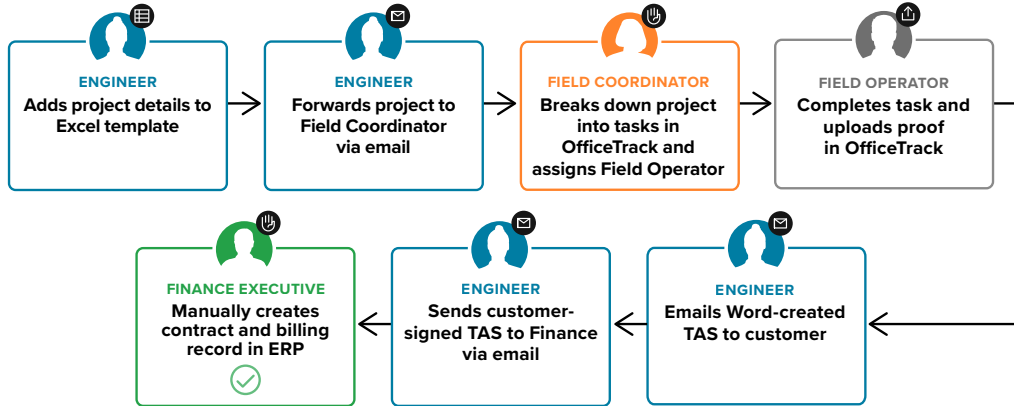 ENGINEER
Adds project details to
Excel template
ENGINEER
Forwards project to
Field Coordinator
via email
FIELD COORDINATOR
Breaks down project
into tasks in
OfficeTrack and
assigns Field Operator
FIELD OPERATOR
Completes task and
uploads proof
in OfficeTrack
FINANCE EXECUTIVE
Manually creates
contract and billing
record in ERP
ENGINEER
Sends customer-
signed TAS to Finance
via email
ENGINEER
Emails Word-created
TAS to customer